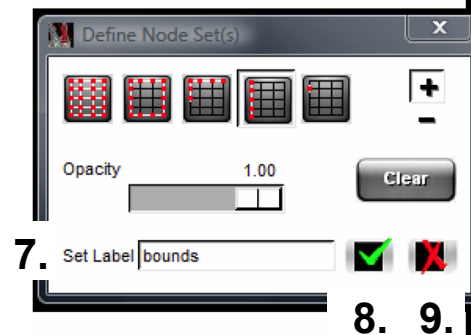 Define Node Set(s)
X
+
-
Opacity 1.00
Clear
7. Set Label bounds
8. 9.